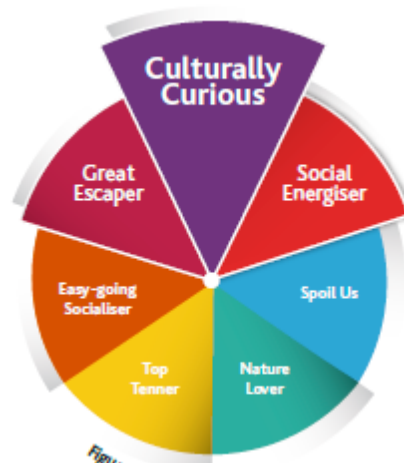 Culturally
Curious
Great
Escaper
Social
Energiser
Easy-going
Socialiser
Spoil Us
Top
Tenner
Nature
Lover